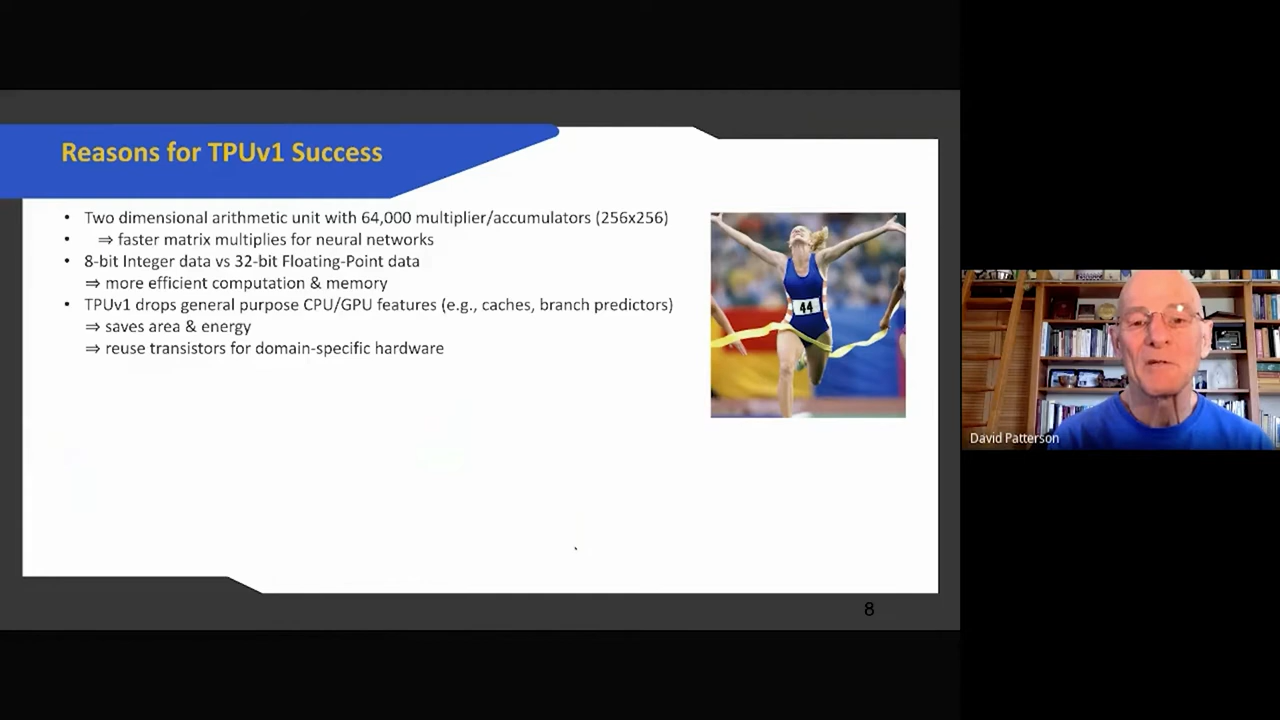 Reasons for TPUv1 Success
• Two dimensional arithmetic unit with 64,000 multiplier/accumulators (256x256)
• ⇒ faster matrix multiplies for neural networks
• 8-bit Integer data vs 32-bit Floating-Point data
⇒ more efficient computation & memory
• TPUv1 drops general purpose CPU/GPU features (e.g., caches, branch predictors)
⇒ saves area & energy
⇒ reuse transistors for domain-specific hardware
44
David Patterson
8